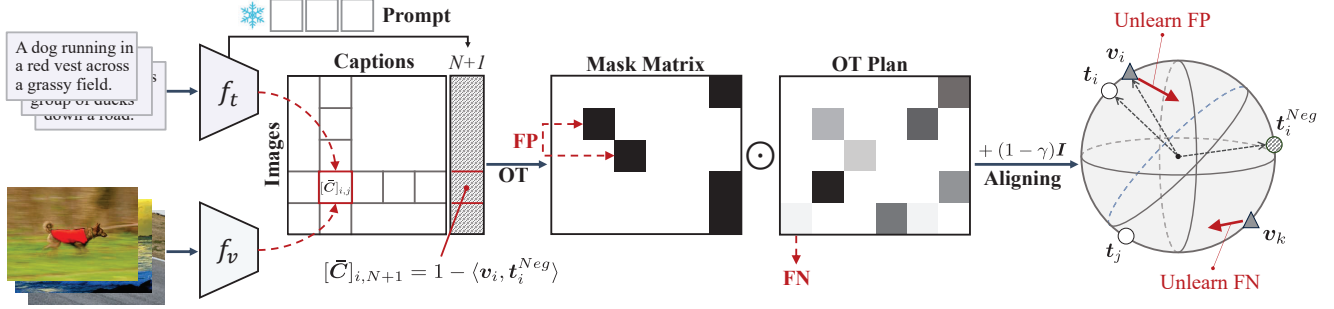 Prompt
A dog running in
a red vest across
a grassy field.
group of ducks
down a road.
f_t
Captions
N+1
Images
[C̄]_{i,j}
f_v
[C̄]_{i,N+1} = 1 − ⟨v_i, t_i^{Neg}⟩
OT
Mask Matrix
FP
⊙
OT Plan
FN
+ (1−γ)I
Aligning
Unlearn FP
v_i
t_i
t_i^{Neg}
v_k
t_j
Unlearn FN